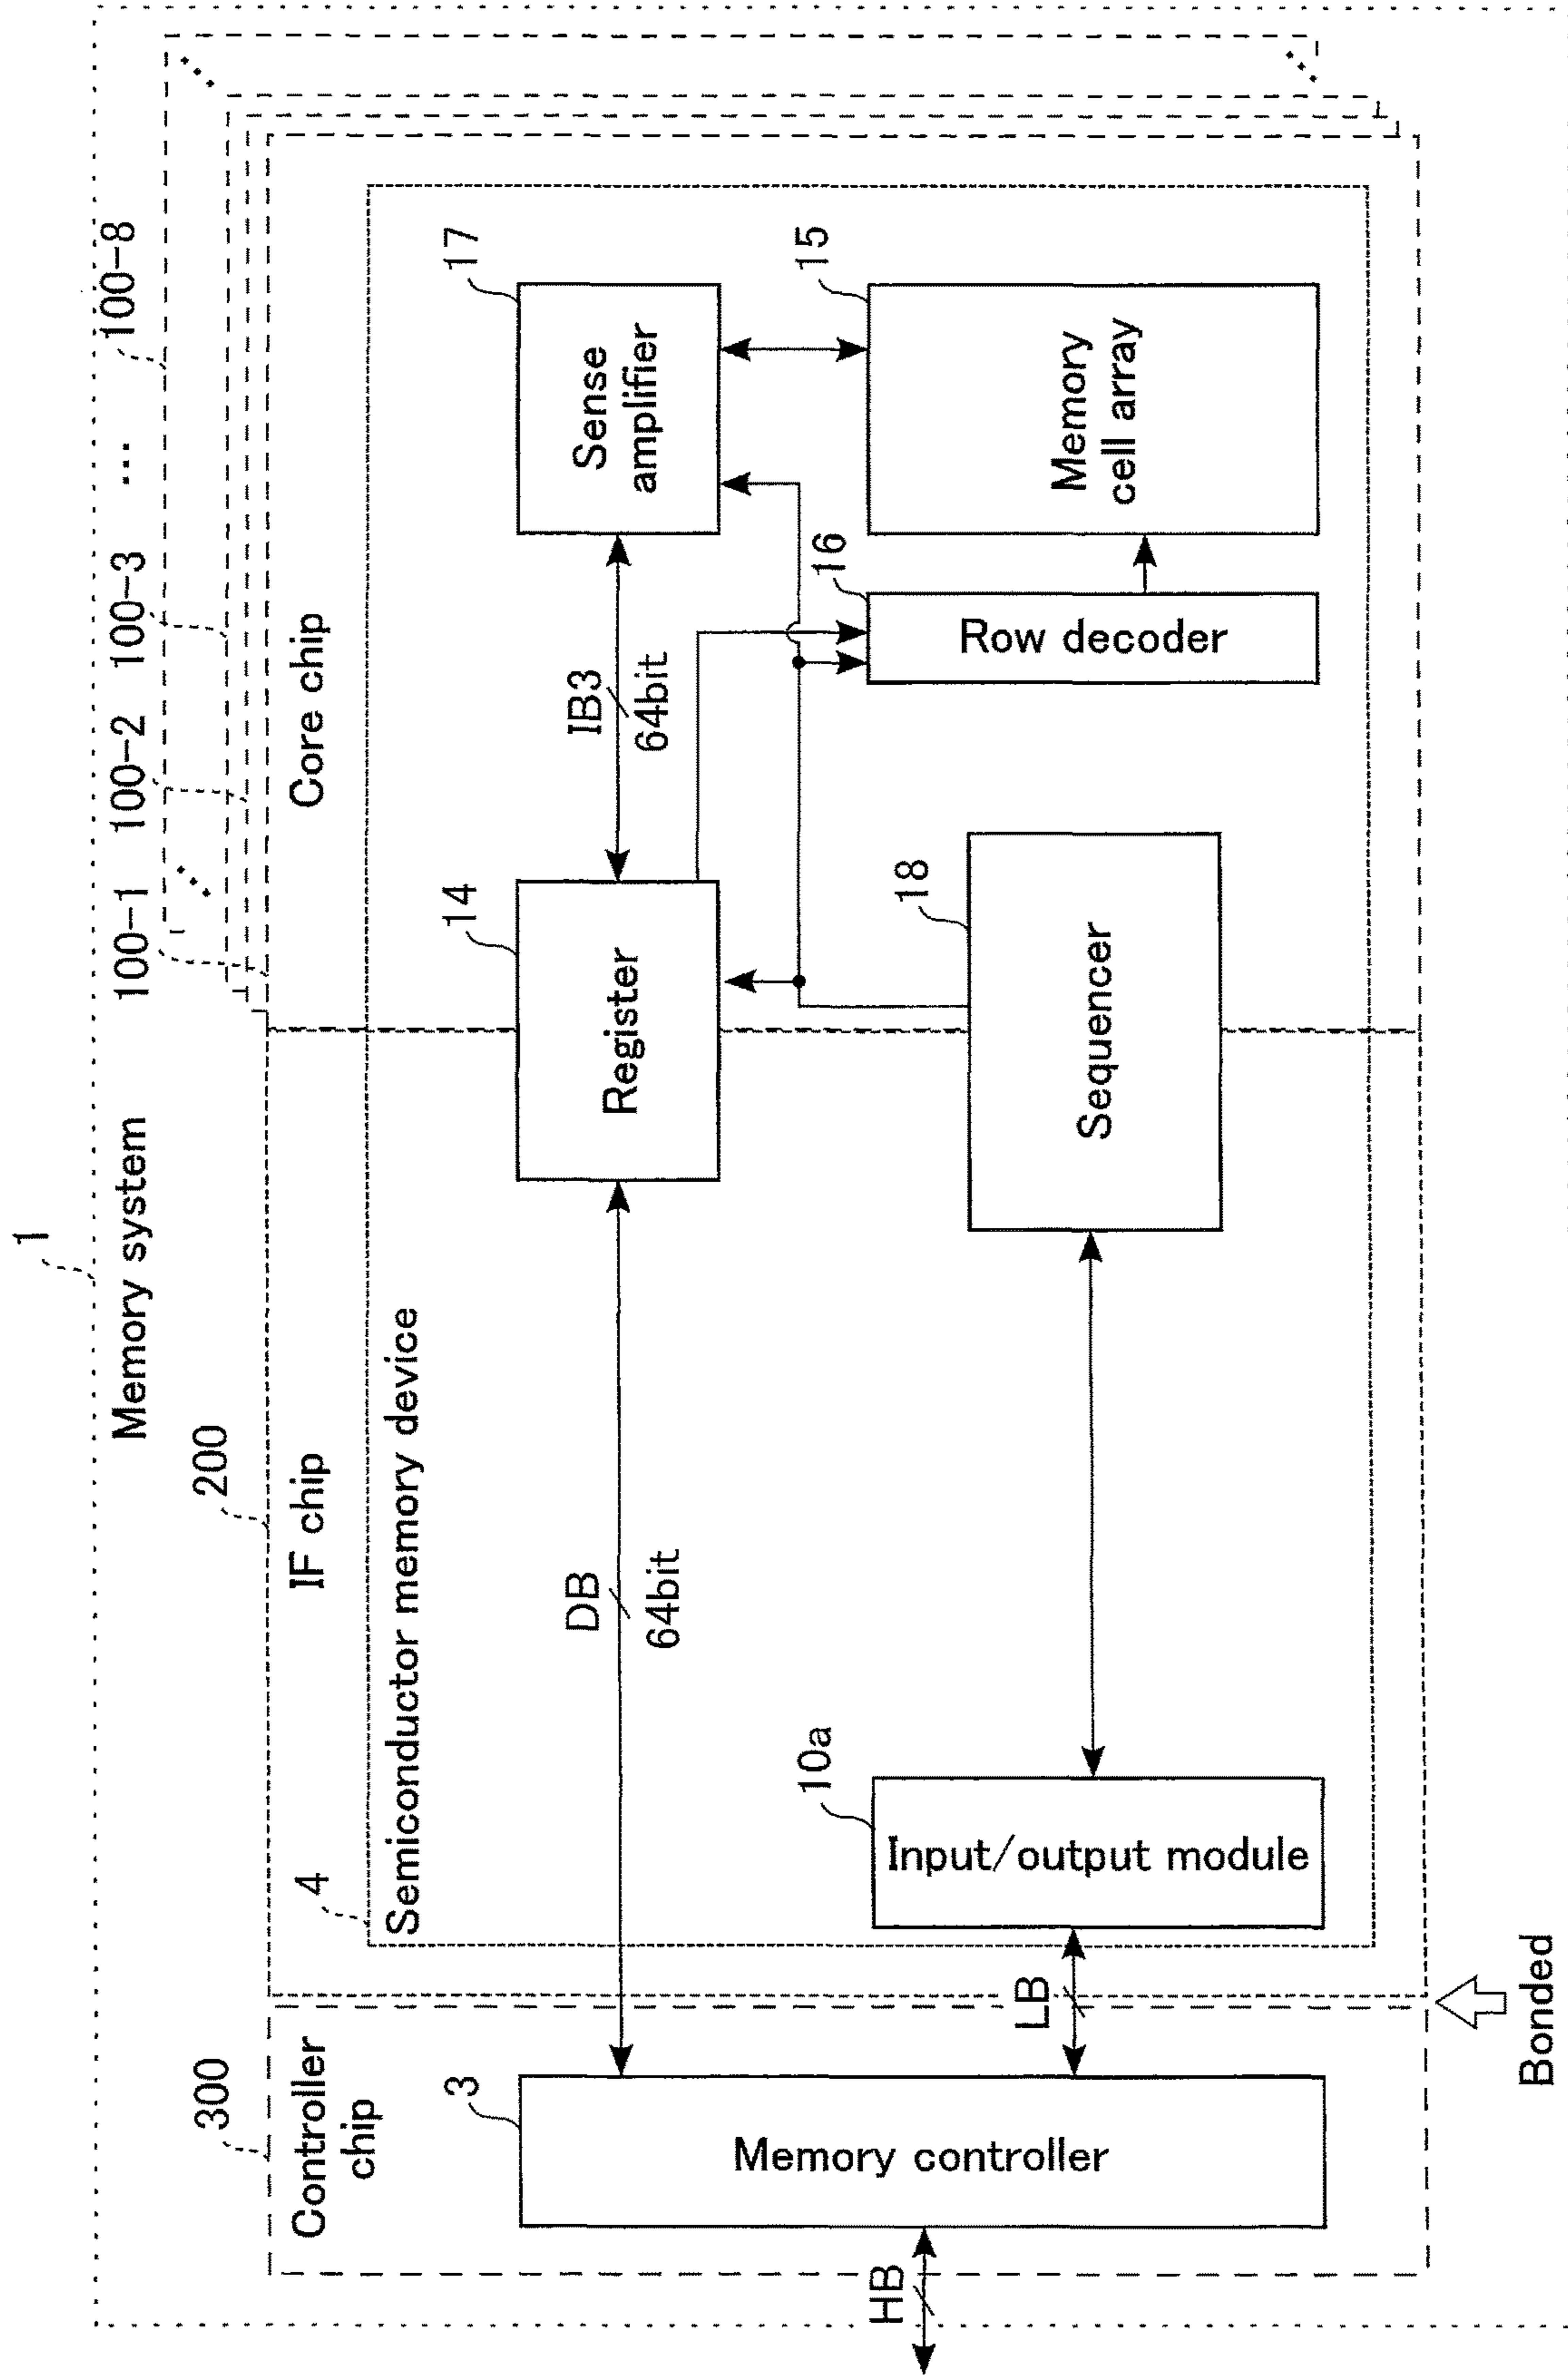 1
Memory system
300
200
100-1
100-2
100-3
...
100-8
Controller
chip
IF chip
Core chip
4
Semiconductor memory device
3
Memory controller
HB
LB
DB
64bit
10a
Input/output module
14
Register
IB3
64bit
17
Sense
amplifier
18
Sequencer
16
Row decoder
15
Memory
cell array
Bonded